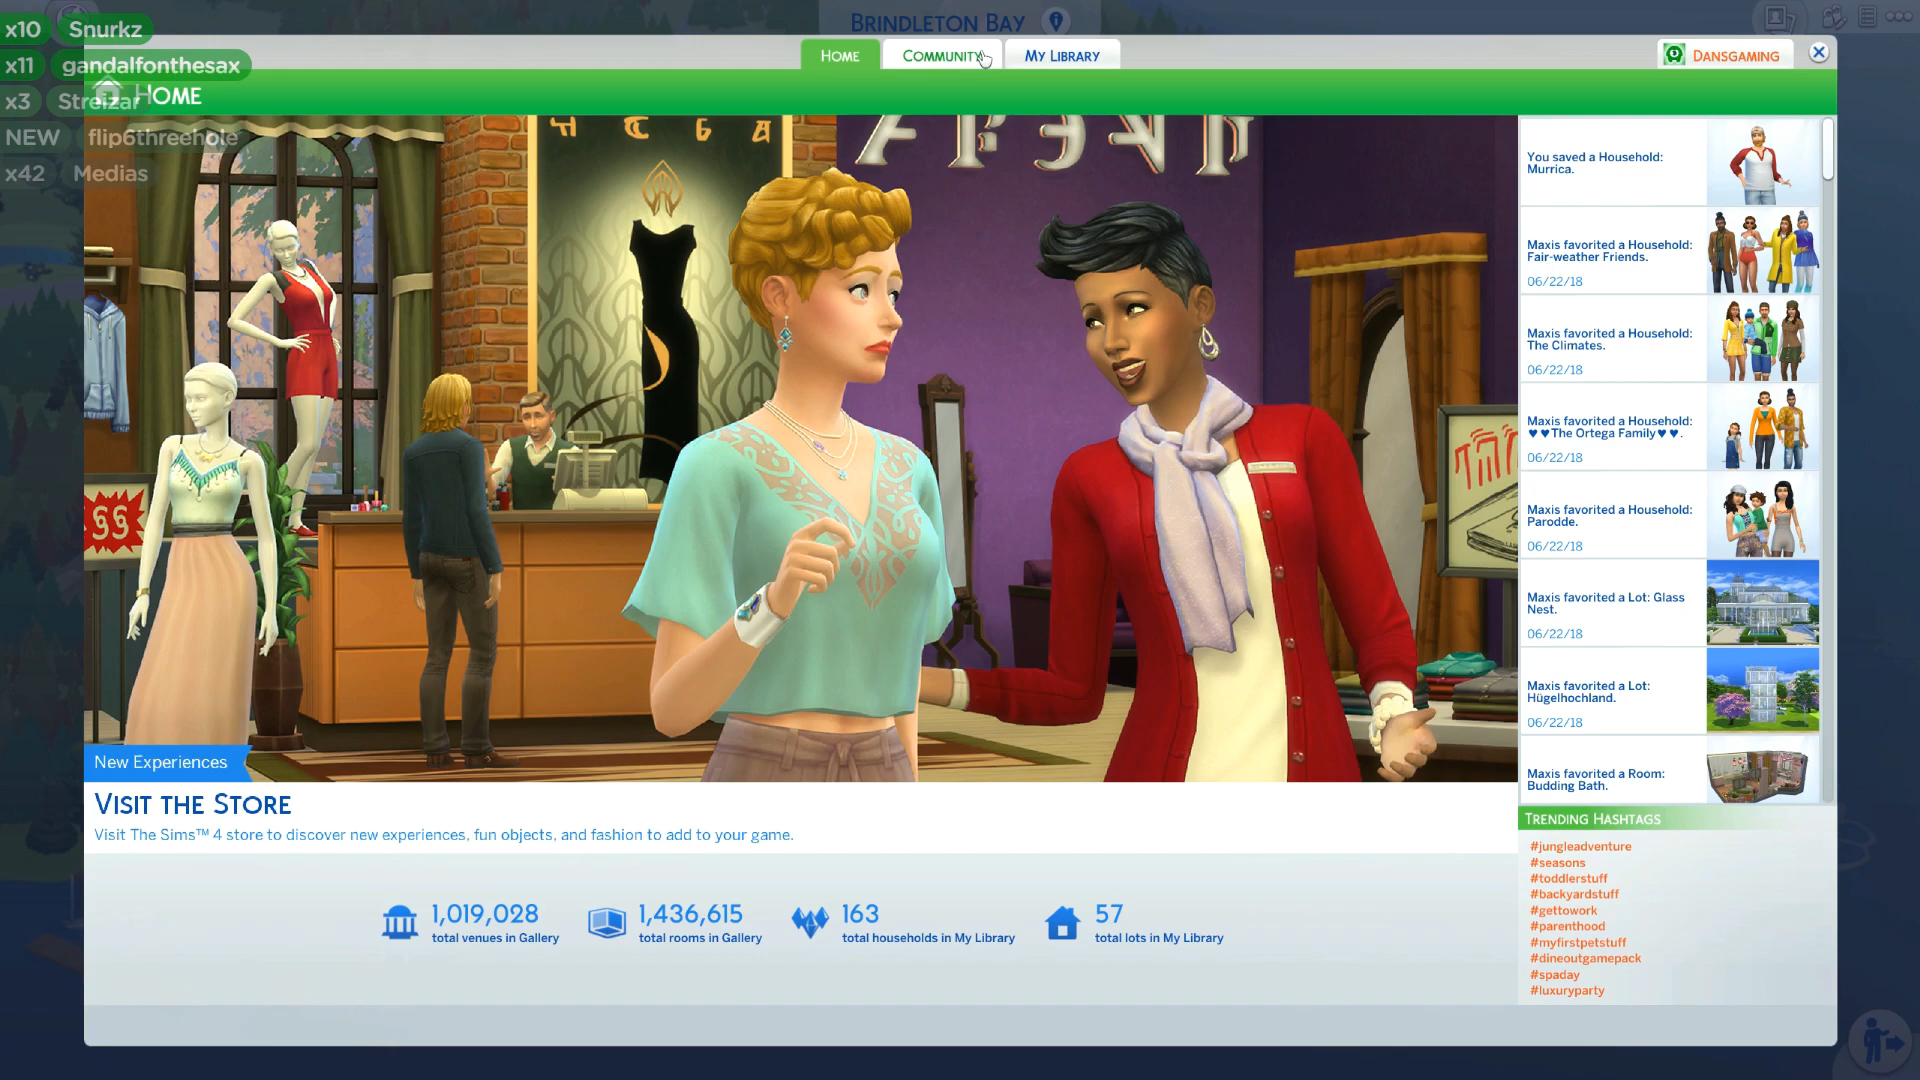 x10 Snurkz
x11 gandalfonthesax
x3 Streizar
NEW flip6threehole
x42 Medias
BRINDLETON BAY
HOME
COMMUNITY
MY LIBRARY
DANSGAMING
HOME
You saved a Household:
Murrica.
Maxis favorited a Household:
Fair-weather Friends.
06/22/18
Maxis favorited a Household:
The Climates.
06/22/18
Maxis favorited a Household:
♥♥The Ortega Family♥♥.
06/22/18
Maxis favorited a Household:
Parodde.
06/22/18
Maxis favorited a Lot: Glass
Nest.
06/22/18
Maxis favorited a Lot:
Hügelhochland.
06/22/18
Maxis favorited a Room:
Budding Bath.
New Experiences
VISIT THE STORE
Visit The Sims™ 4 store to discover new experiences, fun objects, and fashion to add to your game.
1,019,028
total venues in Gallery
1,436,615
total rooms in Gallery
163
total households in My Library
57
total lots in My Library
TRENDING HASHTAGS
#jungleadventure
#seasons
#toddlerstuff
#backyardstuff
#gettowork
#parenthood
#myfirstpetstuff
#dineoutgamepack
#spaday
#luxuryparty